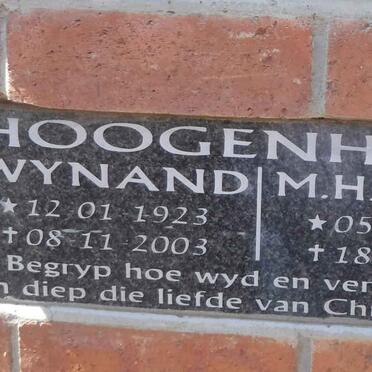 HOOGENH
WYNAND M.H.
★ 12 01 1923 ★ 05
† 08-11-2003 † 18
Begryp hoe wyd en ver
n diep die liefde van Chr